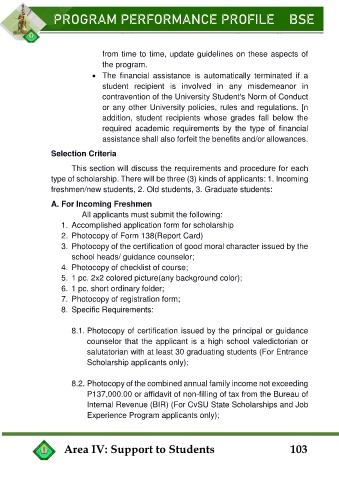 PROGRAM PERFORMANCE PROFILE BSE
from time to time, update guidelines on these aspects of
the program.
• The financial assistance is automatically terminated if a
student recipient is involved in any misdemeanor in
contravention of the University Student's Norm of Conduct
or any other University policies, rules and regulations. [n
addition, student recipients whose grades fall below the
required academic requirements by the type of financial
assistance shall also forfeit the benefits and/or allowances.
Selection Criteria
This section will discuss the requirements and procedure for each
type of scholarship. There will be three (3) kinds of applicants: 1. Incoming
freshmen/new students, 2. Old students, 3. Graduate students:
A. For Incoming Freshmen
All applicants must submit the following:
1. Accomplished application form for scholarship
2. Photocopy of Form 138(Report Card)
3. Photocopy of the certification of good moral character issued by the
school heads/ guidance counselor;
4. Photocopy of checklist of course;
5. 1 pc. 2x2 colored picture(any background color);
6. 1 pc. short ordinary folder;
7. Photocopy of registration form;
8. Specific Requirements:
8.1. Photocopy of certification issued by the principal or guidance
counselor that the applicant is a high school valedictorian or
salutatorian with at least 30 graduating students (For Entrance
Scholarship applicants only);
8.2. Photocopy of the combined annual family income not exceeding
P137,000.00 or affidavit of non-filling of tax from the Bureau of
Internal Revenue (BIR) (For CvSU State Scholarships and Job
Experience Program applicants only);
Area IV: Support to Students 103